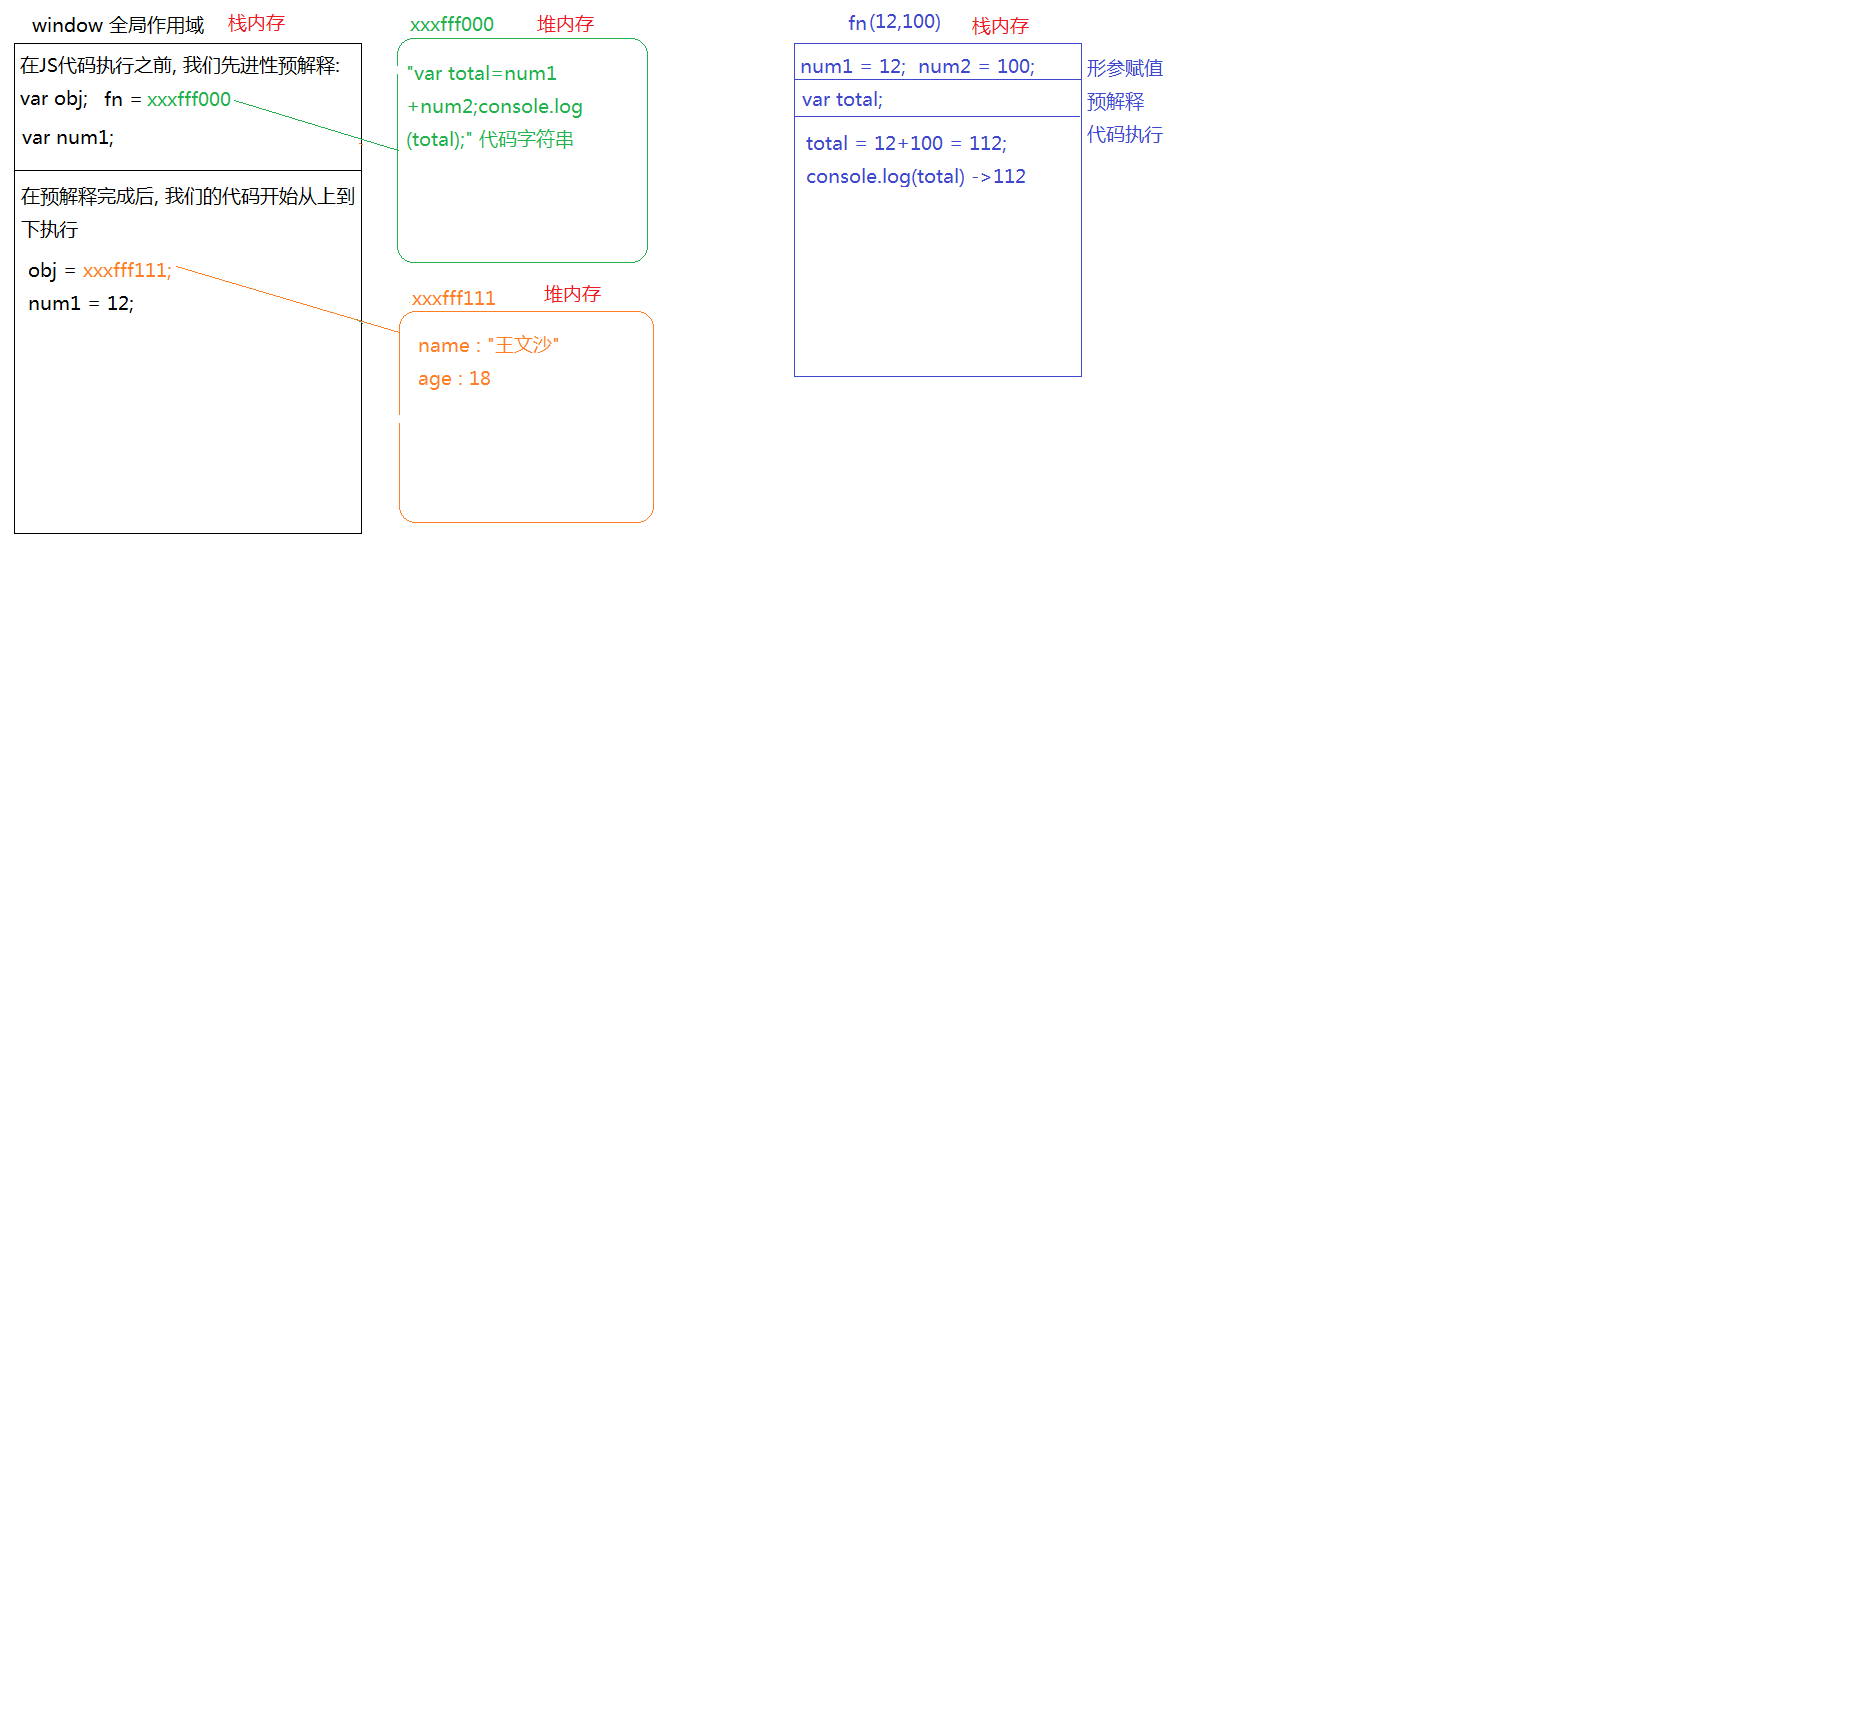 window 全局作用域 栈内存
在JS代码执行之前, 我们先进性预解释:
var obj; fn = xxxfff000
var num1;
在预解释完成后, 我们的代码开始从上到
下执行
obj = xxxfff111;
num1 = 12;
xxxfff000 堆内存
"var total=num1
+num2;console.log
(total);" 代码字符串
xxxfff111 堆内存
name : "王文沙"
age : 18
fn(12,100) 栈内存
num1 = 12; num2 = 100; 形参赋值
var total; 预解释
代码执行
total = 12+100 = 112;
console.log(total) ->112